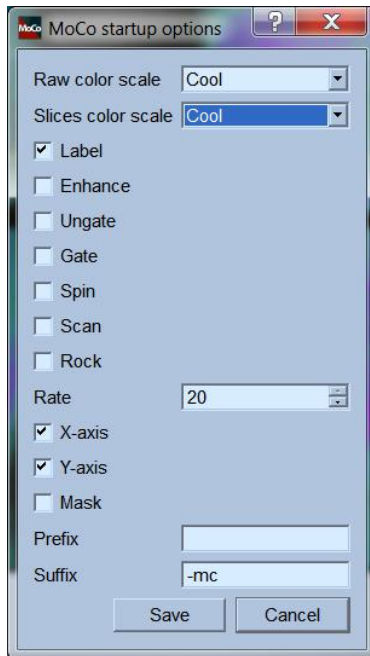 MoCo MoCo startup options ?
Raw color scale Cool
Slices color scale Cool
Label
Enhance
Ungate
Gate
Spin
Scan
Rock
Rate 20
X-axis
Y-axis
Mask
Prefix
Suffix -mc
Save Cancel